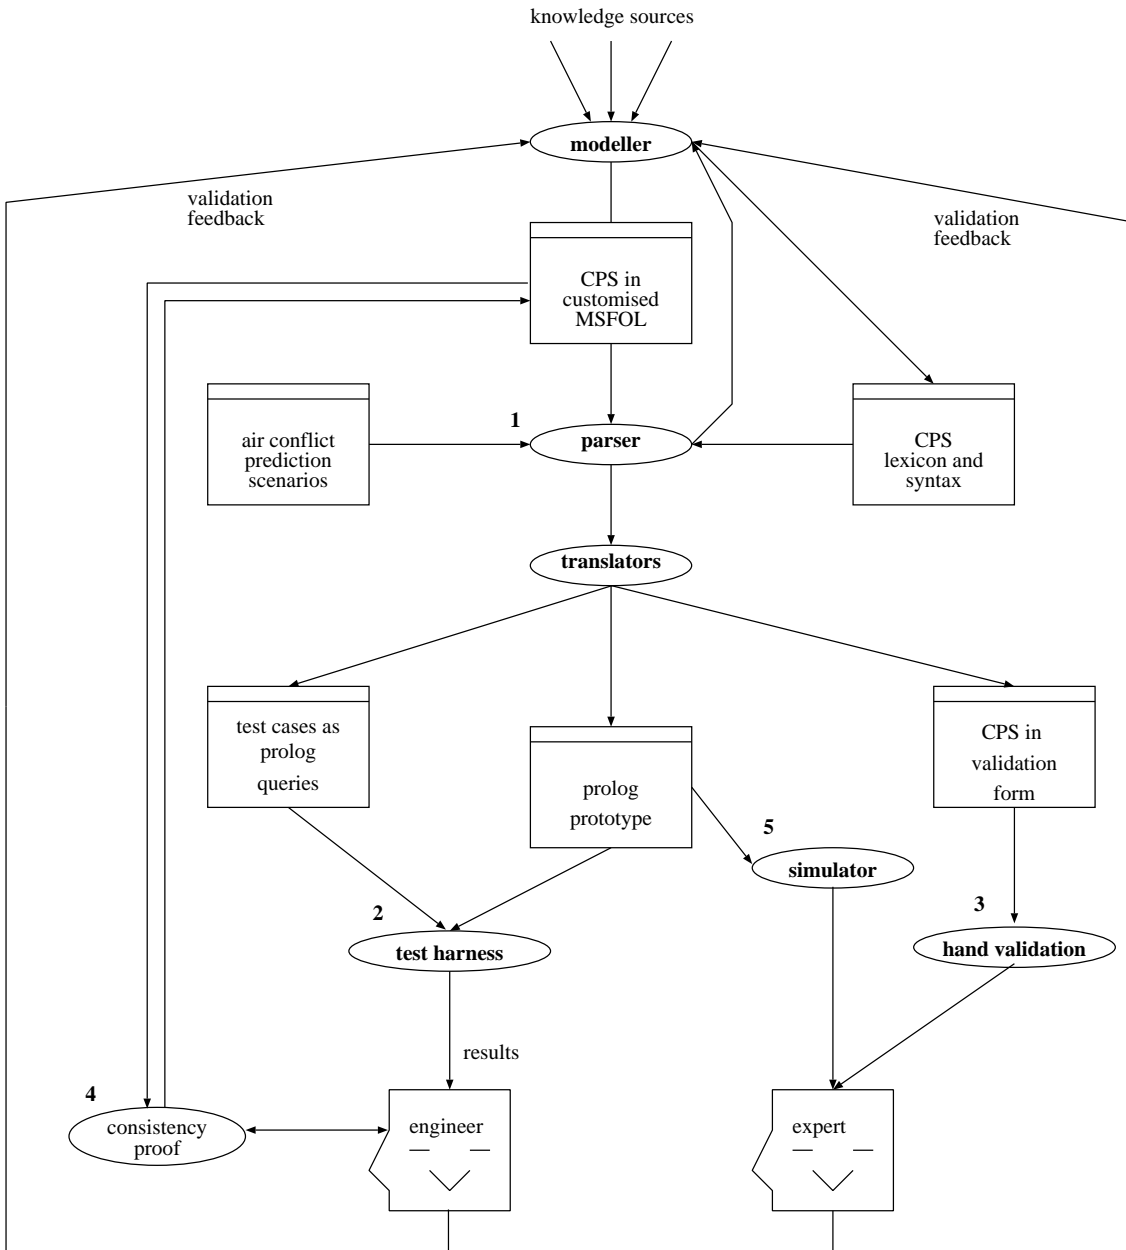 knowledge sources
modeller
validation
feedback
validation
feedback
CPS in
customised
MSFOL
1
parser
air conflict
prediction
scenarios
CPS
lexicon and
syntax
translators
test cases as
prolog
queries
prolog
prototype
CPS in
validation
form
5
simulator
2
test harness
3
hand validation
results
4
consistency
proof
engineer
expert